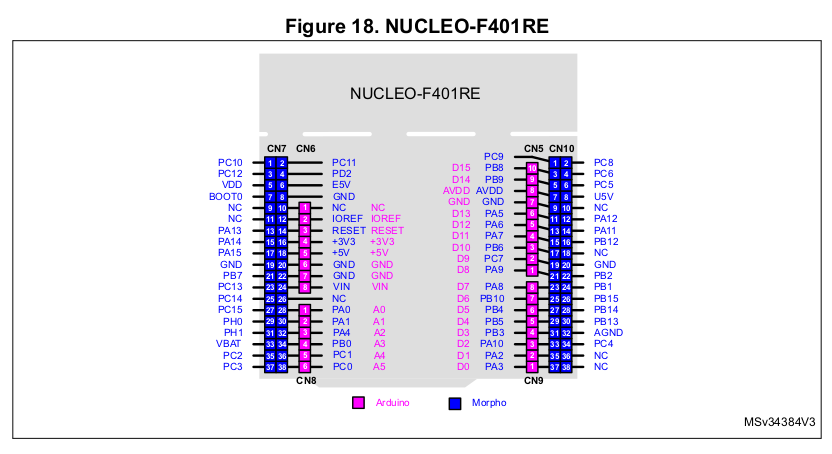 Figure 18. NUCLEO-F401RE
NUCLEO-F401RE
CN7 CN6 CN5 CN10
PC9
PC10 1 2 PC11 D15 PB8 10 1 2 PC8
PC12 3 4 PD2 D14 PB9 9 3 4 PC6
VDD 5 6 E5V AVDD AVDD 8 5 6 PC5
BOOT0 7 8 GND GND GND 7 7 8 U5V
NC 9 10 1 NC NC D13 PA5 6 9 10 NC
NC 11 12 2 IOREF IOREF D12 PA6 5 11 12 PA12
PA13 13 14 3 RESET RESET D11 PA7 4 13 14 PA11
PA14 15 16 4 +3V3 +3V3 D10 PB6 3 15 16 PB12
PA15 17 18 5 +5V +5V D9 PC7 2 17 18 NC
GND 19 20 6 GND GND D8 PA9 1 19 20 GND
PB7 21 22 7 GND GND 21 22 PB2
PC13 23 24 8 VIN VIN D7 PA8 8 23 24 PB1
PC14 25 26 NC D6 PB10 7 25 26 PB15
PC15 27 28 1 PA0 A0 D5 PB4 6 27 28 PB14
PH0 29 30 2 PA1 A1 D4 PB5 5 29 30 PB13
PH1 31 32 3 PA4 A2 D3 PB3 4 31 32 AGND
VBAT 33 34 4 PB0 A3 D2 PA10 3 33 34 PC4
PC2 35 36 5 PC1 A4 D1 PA2 2 35 36 NC
PC3 37 38 6 PC0 A5 D0 PA3 1 37 38 NC
CN8 CN9
Arduino Morpho
MSv34384V3